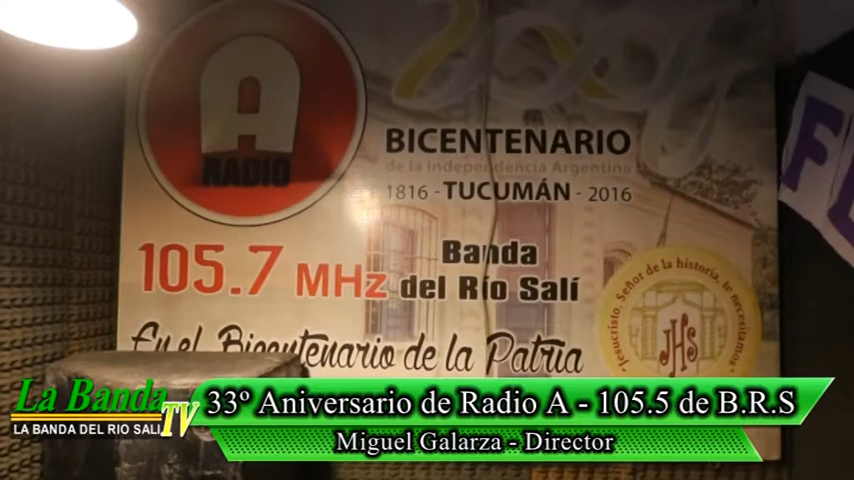 A
RADIO
BICENTENARIO
de la Independencia Argentina
1816 - TUCUMÁN - 2016
105.7 MHz
Banda
del Río Salí
En el Bicentenario de la Patria
Jesucristo, Señor de la historia, te necesitamos
JHS
F
La Banda
TV
LA BANDA DEL RIO SALI
33º Aniversario de Radio A - 105.5 de B.R.S
Miguel Galarza - Director